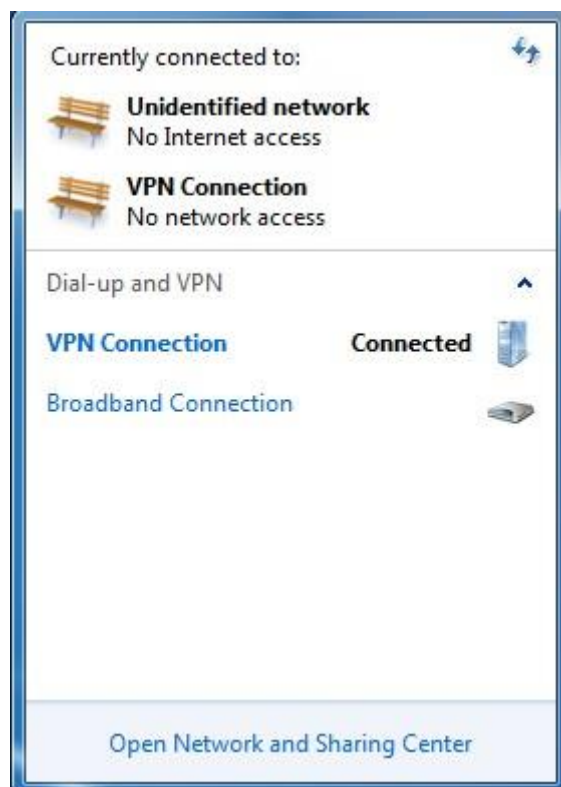 Currently connected to:
Unidentified network
No Internet access
VPN Connection
No network access
Dial-up and VPN
VPN Connection Connected
Broadband Connection
Open Network and Sharing Center